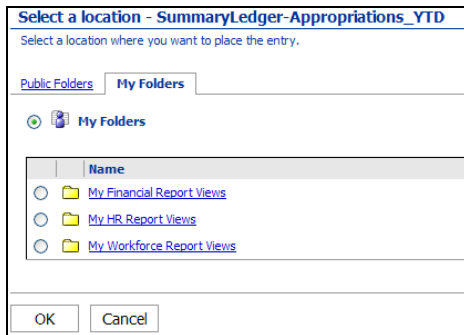 Select a location - SummaryLedger-Appropriations_YTD
Select a location where you want to place the entry.
Public Folders My Folders
My Folders
Name
My Financial Report Views
My HR Report Views
My Workforce Report Views
OK Cancel